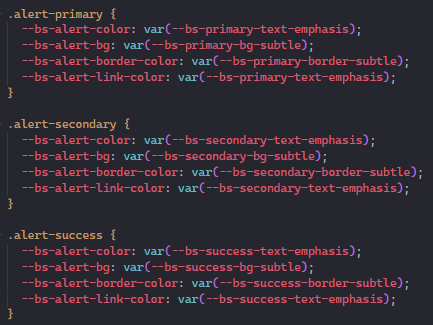 .alert-primary {
--bs-alert-color: var(--bs-primary-text-emphasis);
--bs-alert-bg: var(--bs-primary-bg-subtle);
--bs-alert-border-color: var(--bs-primary-border-subtle);
--bs-alert-link-color: var(--bs-primary-text-emphasis);
}
.alert-secondary {
--bs-alert-color: var(--bs-secondary-text-emphasis);
--bs-alert-bg: var(--bs-secondary-bg-subtle);
--bs-alert-border-color: var(--bs-secondary-border-subtle);
--bs-alert-link-color: var(--bs-secondary-text-emphasis);
}
.alert-success {
--bs-alert-color: var(--bs-success-text-emphasis);
--bs-alert-bg: var(--bs-success-bg-subtle);
--bs-alert-border-color: var(--bs-success-border-subtle);
--bs-alert-link-color: var(--bs-success-text-emphasis);
}